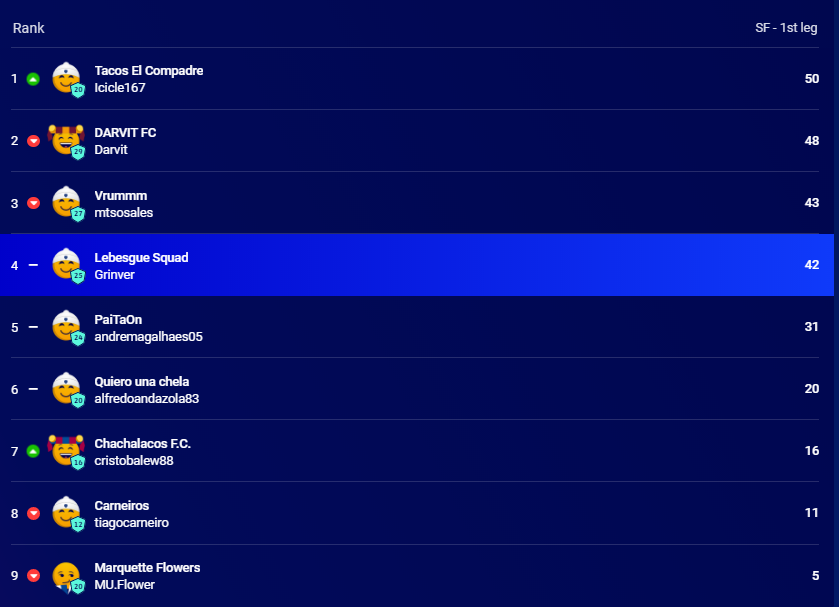 Rank SF - 1st leg
1 20 Tacos El Compadre 50
Icicle167
2 29 DARVIT FC 48
Darvit
3 27 Vrummm 43
mtsosales
4 25 Lebesgue Squad 42
Grinver
5 24 PaiTaOn 31
andremagalhaes05
6 20 Quiero una chela 20
alfredoandazola83
7 16 Chachalacos F.C. 16
cristobalew88
8 12 Carneiros 11
tiagocarneiro
9 20 Marquette Flowers 5
MU.Flower